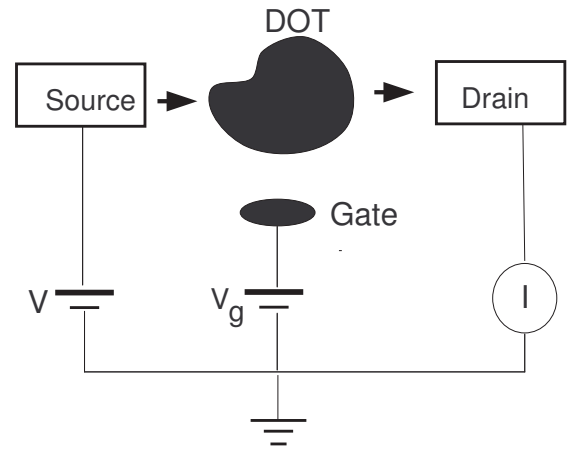 DOT
Source
Drain
Gate
V
Vg
I